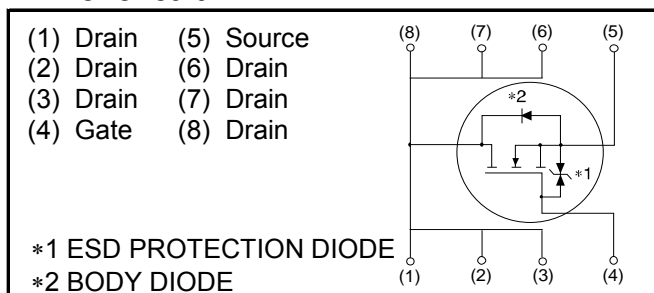 (1) Drain (5) Source
(2) Drain (6) Drain
(3) Drain (7) Drain
(4) Gate (8) Drain
∗1 ESD PROTECTION DIODE
∗2 BODY DIODE
(8) (7) (6) (5)
∗2
∗1
(1) (2) (3) (4)